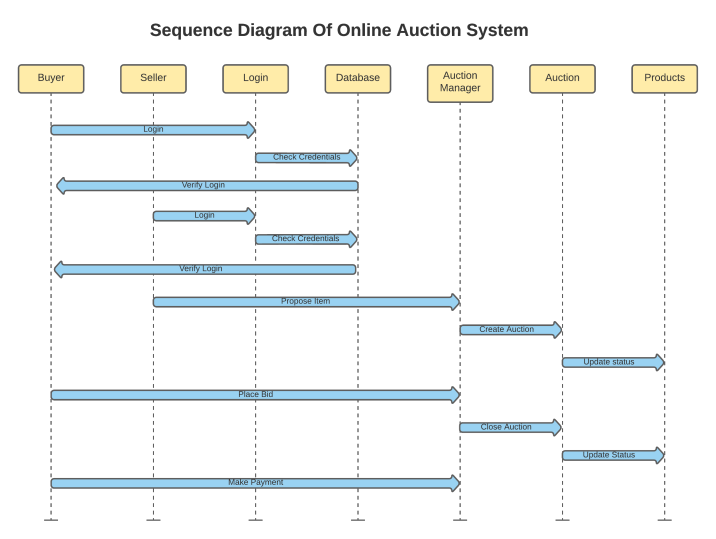 Sequence Diagram Of Online Auction System
Buyer
Seller
Login
Database
Auction
Manager
Auction
Products
Login
Check Credentials
Verify Login
Login
Check Credentials
Verify Login
Propose Item
Create Auction
Update status
Place Bid
Close Auction
Update Status
Make Payment